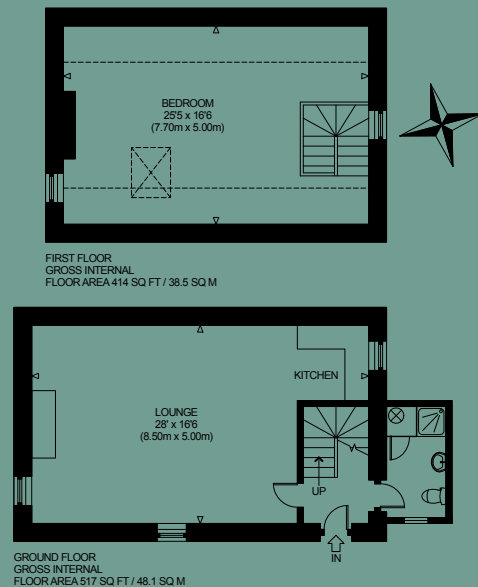 BEDROOM
25'5 x 16'6
(7.70m x 5.00m)
FIRST FLOOR
GROSS INTERNAL
FLOOR AREA 414 SQ FT / 38.5 SQ M
KITCHEN
LOUNGE
28' x 16'6
(8.50m x 5.00m)
UP
IN
GROUND FLOOR
GROSS INTERNAL
FLOOR AREA 517 SQ FT / 48.1 SQ M